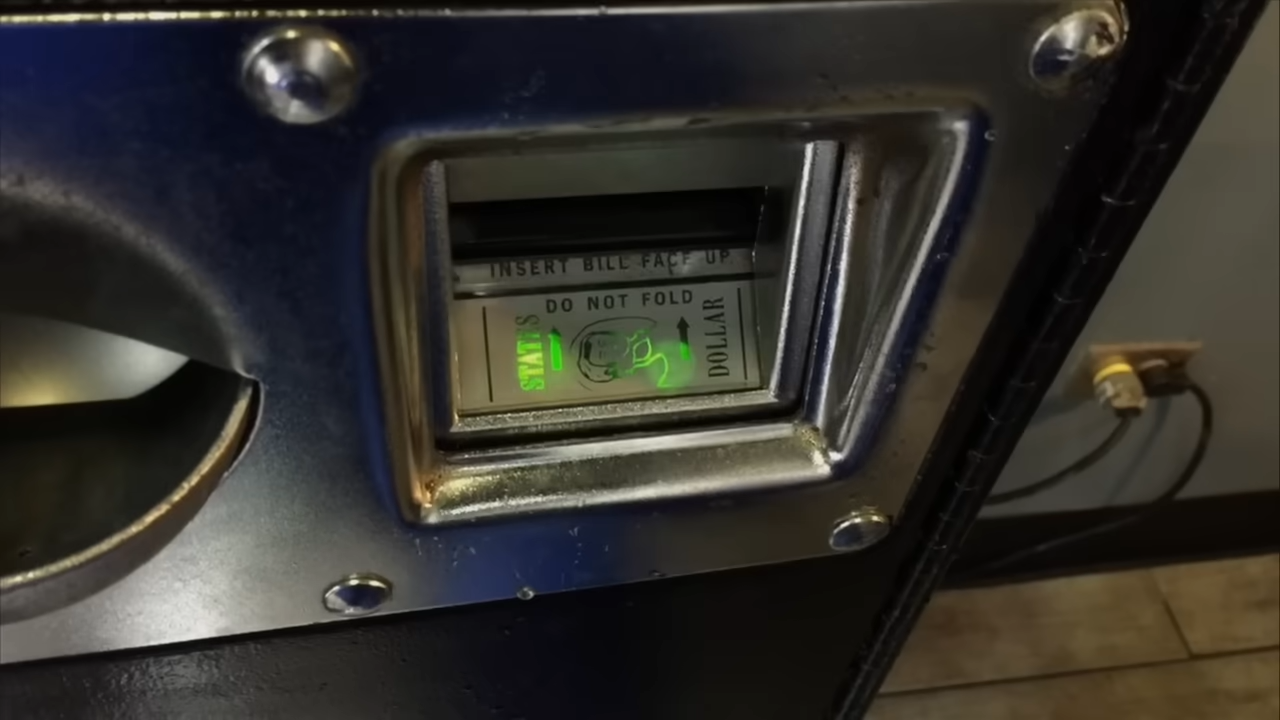 INSERT BILL FACE UP
DO NOT FOLD
STATES
DOLLAR